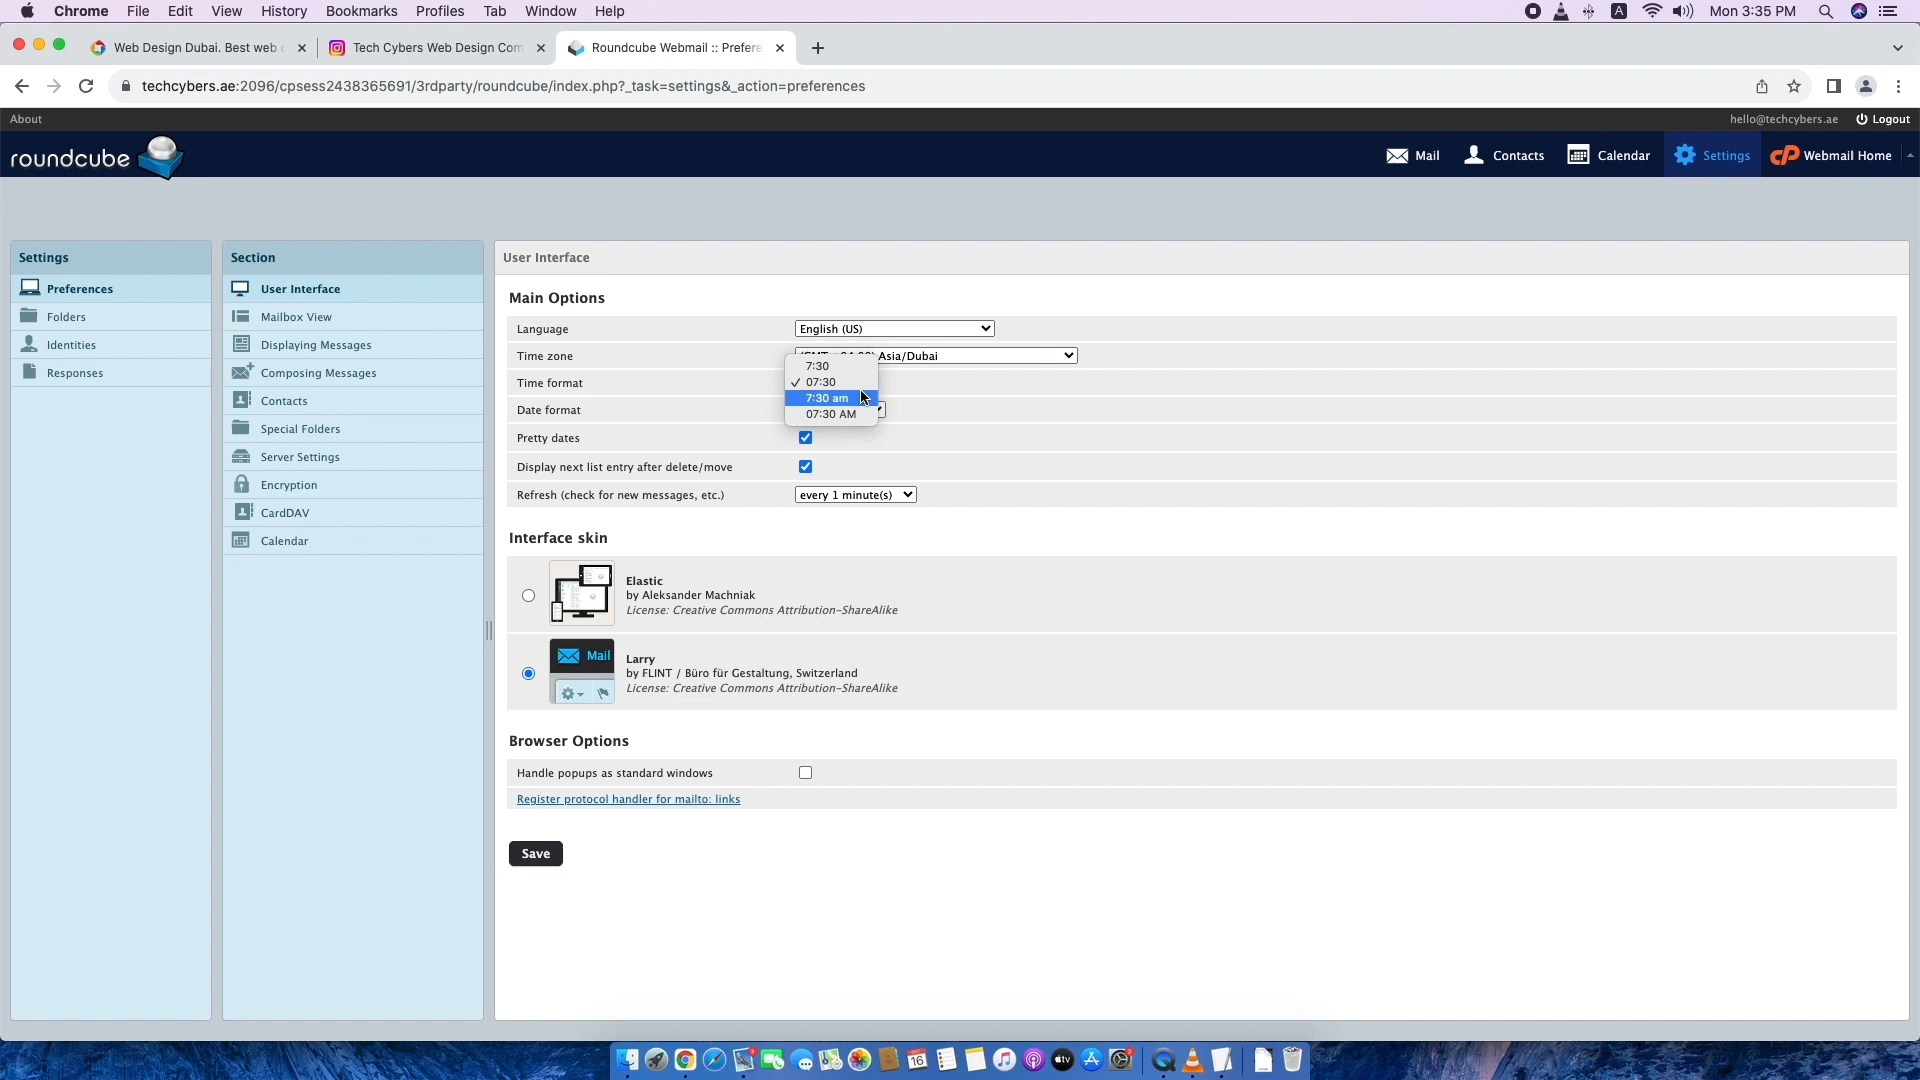 Chrome File Edit View History Bookmarks Profiles Tab Window Help
A Mon 3:35 PM
Web Design Dubai. Best web
Tech Cybers Web Design Com
Roundcube Webmail :: Prefere
techcybers.ae:2096/cpsess2438365691/3rdparty/roundcube/index.php?_task=settings&_action=preferences
About
hello@techcybers.ae Logout
roundcube
Mail Contacts Calendar Settings cP Webmail Home
Settings
Preferences
Folders
Identities
Responses
Section
User Interface
Mailbox View
Displaying Messages
Composing Messages
Contacts
Special Folders
Server Settings
Encryption
CardDAV
Calendar
User Interface
Main Options
Language English (US)
Time zone Asia/Dubai
Time format
7:30
✓ 07:30
7:30 am
07:30 AM
Date format
Pretty dates
Display next list entry after delete/move
Refresh (check for new messages, etc.) every 1 minute(s)
Interface skin
Elastic
by Aleksander Machniak
License: Creative Commons Attribution-ShareAlike
Mail
Larry
by FLINT / Büro für Gestaltung, Switzerland
License: Creative Commons Attribution-ShareAlike
Browser Options
Handle popups as standard windows
Register protocol handler for mailto: links
Save
16
tv